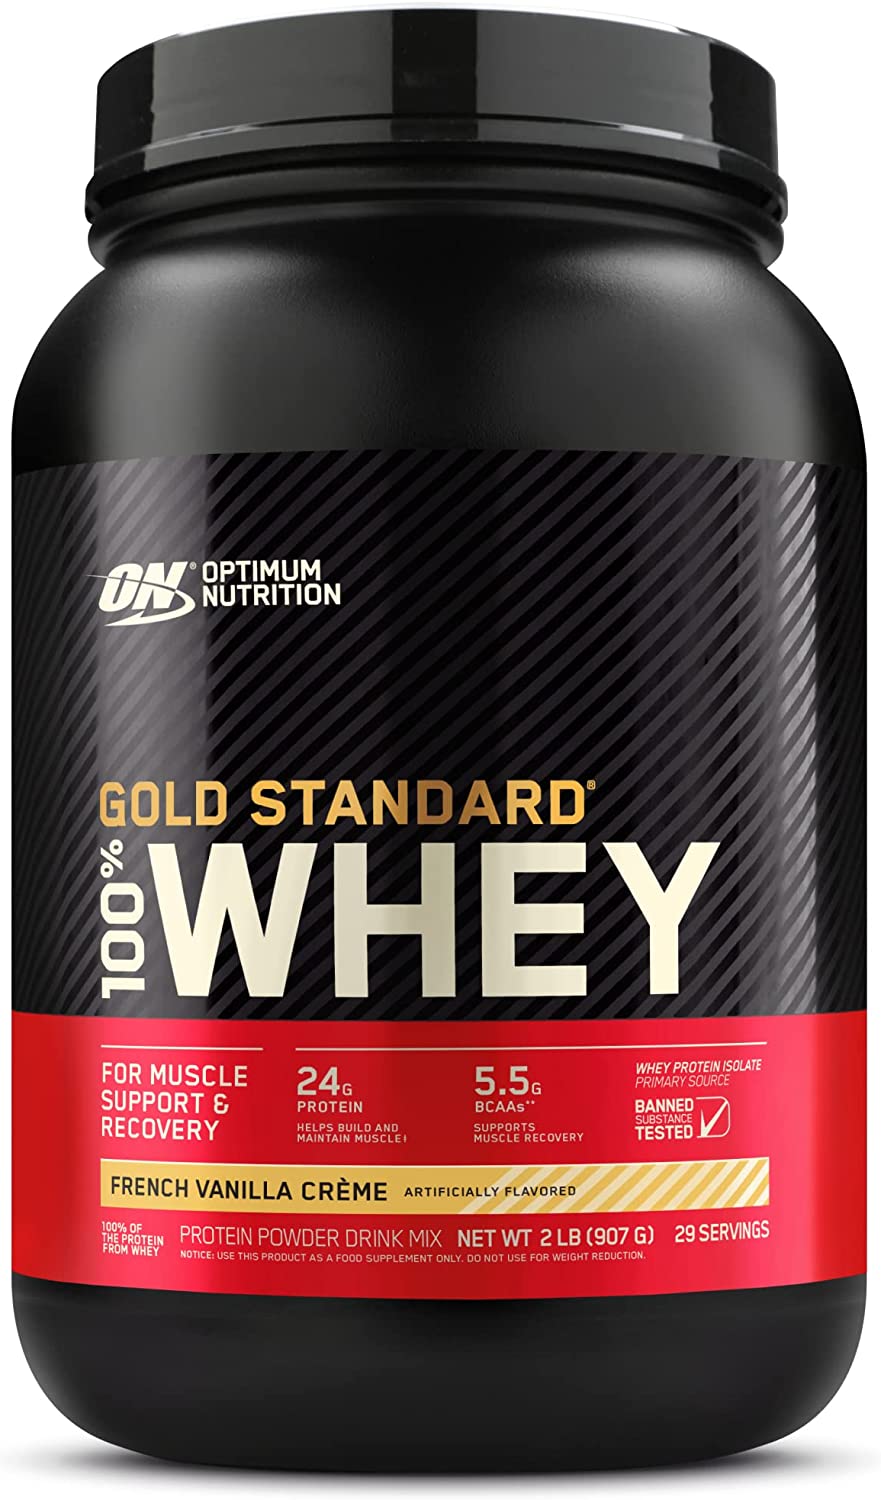 ON® OPTIMUM
NUTRITION
GOLD STANDARD®
100% WHEY
FOR MUSCLE
SUPPORT &
RECOVERY
24G
PROTEIN
HELPS BUILD AND
MAINTAIN MUSCLE‡
5.5G
BCAAs**
SUPPORTS
MUSCLE RECOVERY
WHEY PROTEIN ISOLATE
PRIMARY SOURCE
BANNED
SUBSTANCE
TESTED
FRENCH VANILLA CRÈME ARTIFICIALLY FLAVORED
100% OF
THE PROTEIN
FROM WHEY
PROTEIN POWDER DRINK MIX NET WT 2 LB (907 G) 29 SERVINGS
NOTICE: USE THIS PRODUCT AS A FOOD SUPPLEMENT ONLY. DO NOT USE FOR WEIGHT REDUCTION.